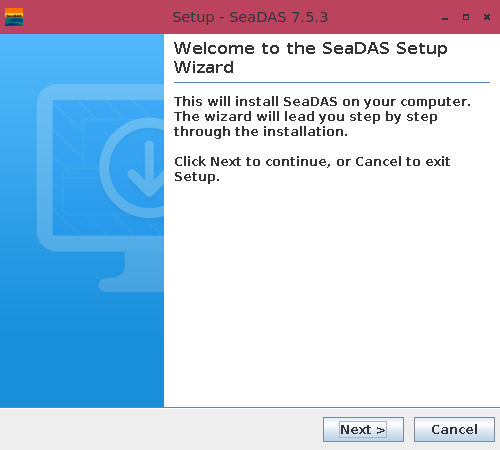 Setup - SeaDAS 7.5.3
Welcome to the SeaDAS Setup
Wizard
This will install SeaDAS on your computer.
The wizard will lead you step by step
through the installation.
Click Next to continue, or Cancel to exit
Setup.
Next >
Cancel